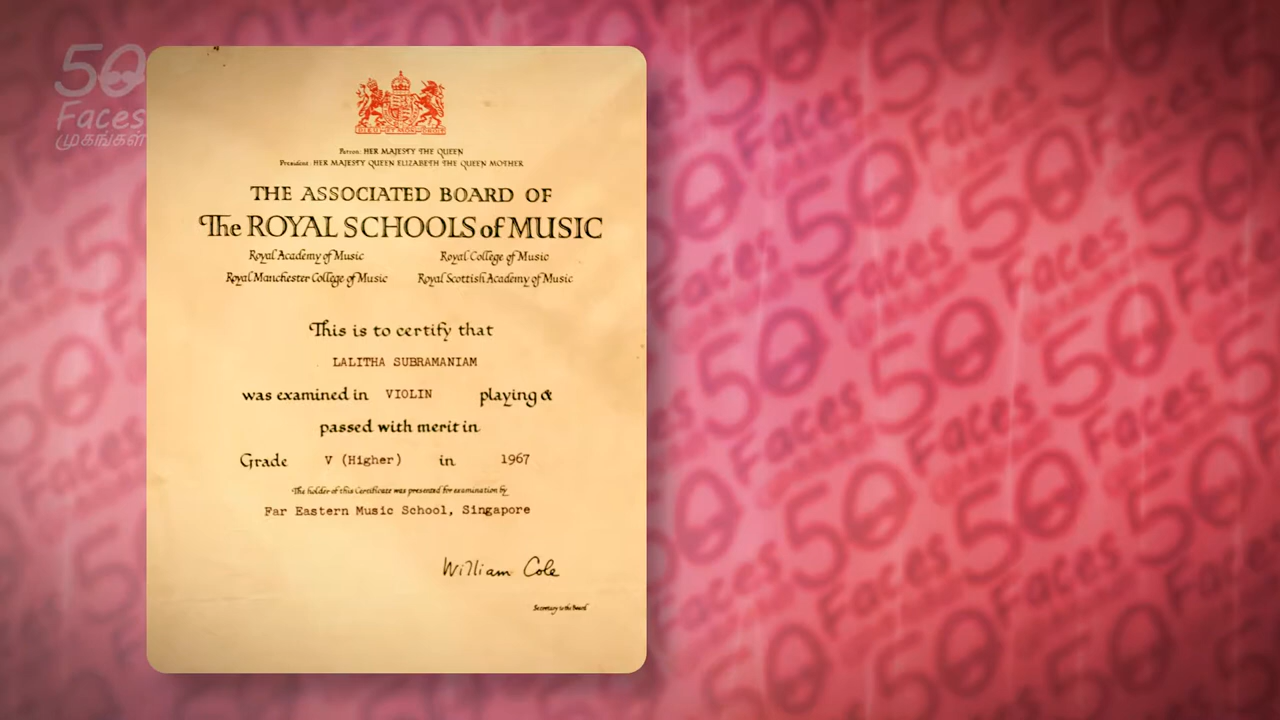 50
Faces
முகங்கள்
DIEU ET MON DROIT
Patron: HER MAJESTY THE QUEEN
President: HER MAJESTY QUEEN ELIZABETH THE QUEEN MOTHER
THE ASSOCIATED BOARD OF
The ROYAL SCHOOLS of MUSIC
Royal Academy of Music Royal College of Music
Royal Manchester College of Music Royal Scottish Academy of Music
This is to certify that
LALITHA SUBRAMANIAM
was examined in VIOLIN playing &
passed with merit in
Grade V (Higher) in 1967
The holder of this Certificate was presented for examination by
Far Eastern Music School, Singapore
William Cole
Secretary to the Board